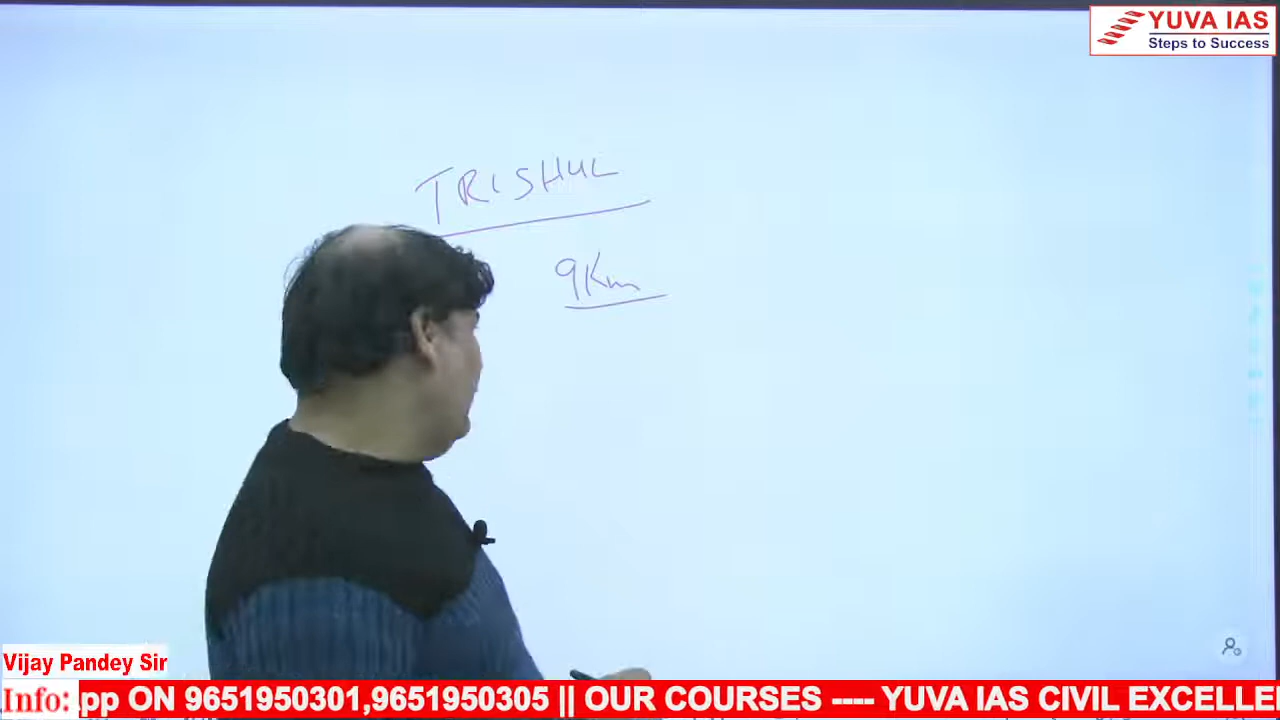 YUVA IAS
Steps to Success
TRISHUL
9Km
Vijay Pandey Sir
Info: App ON 9651950301,9651950305 || OUR COURSES ---- YUVA IAS CIVIL EXCELLE